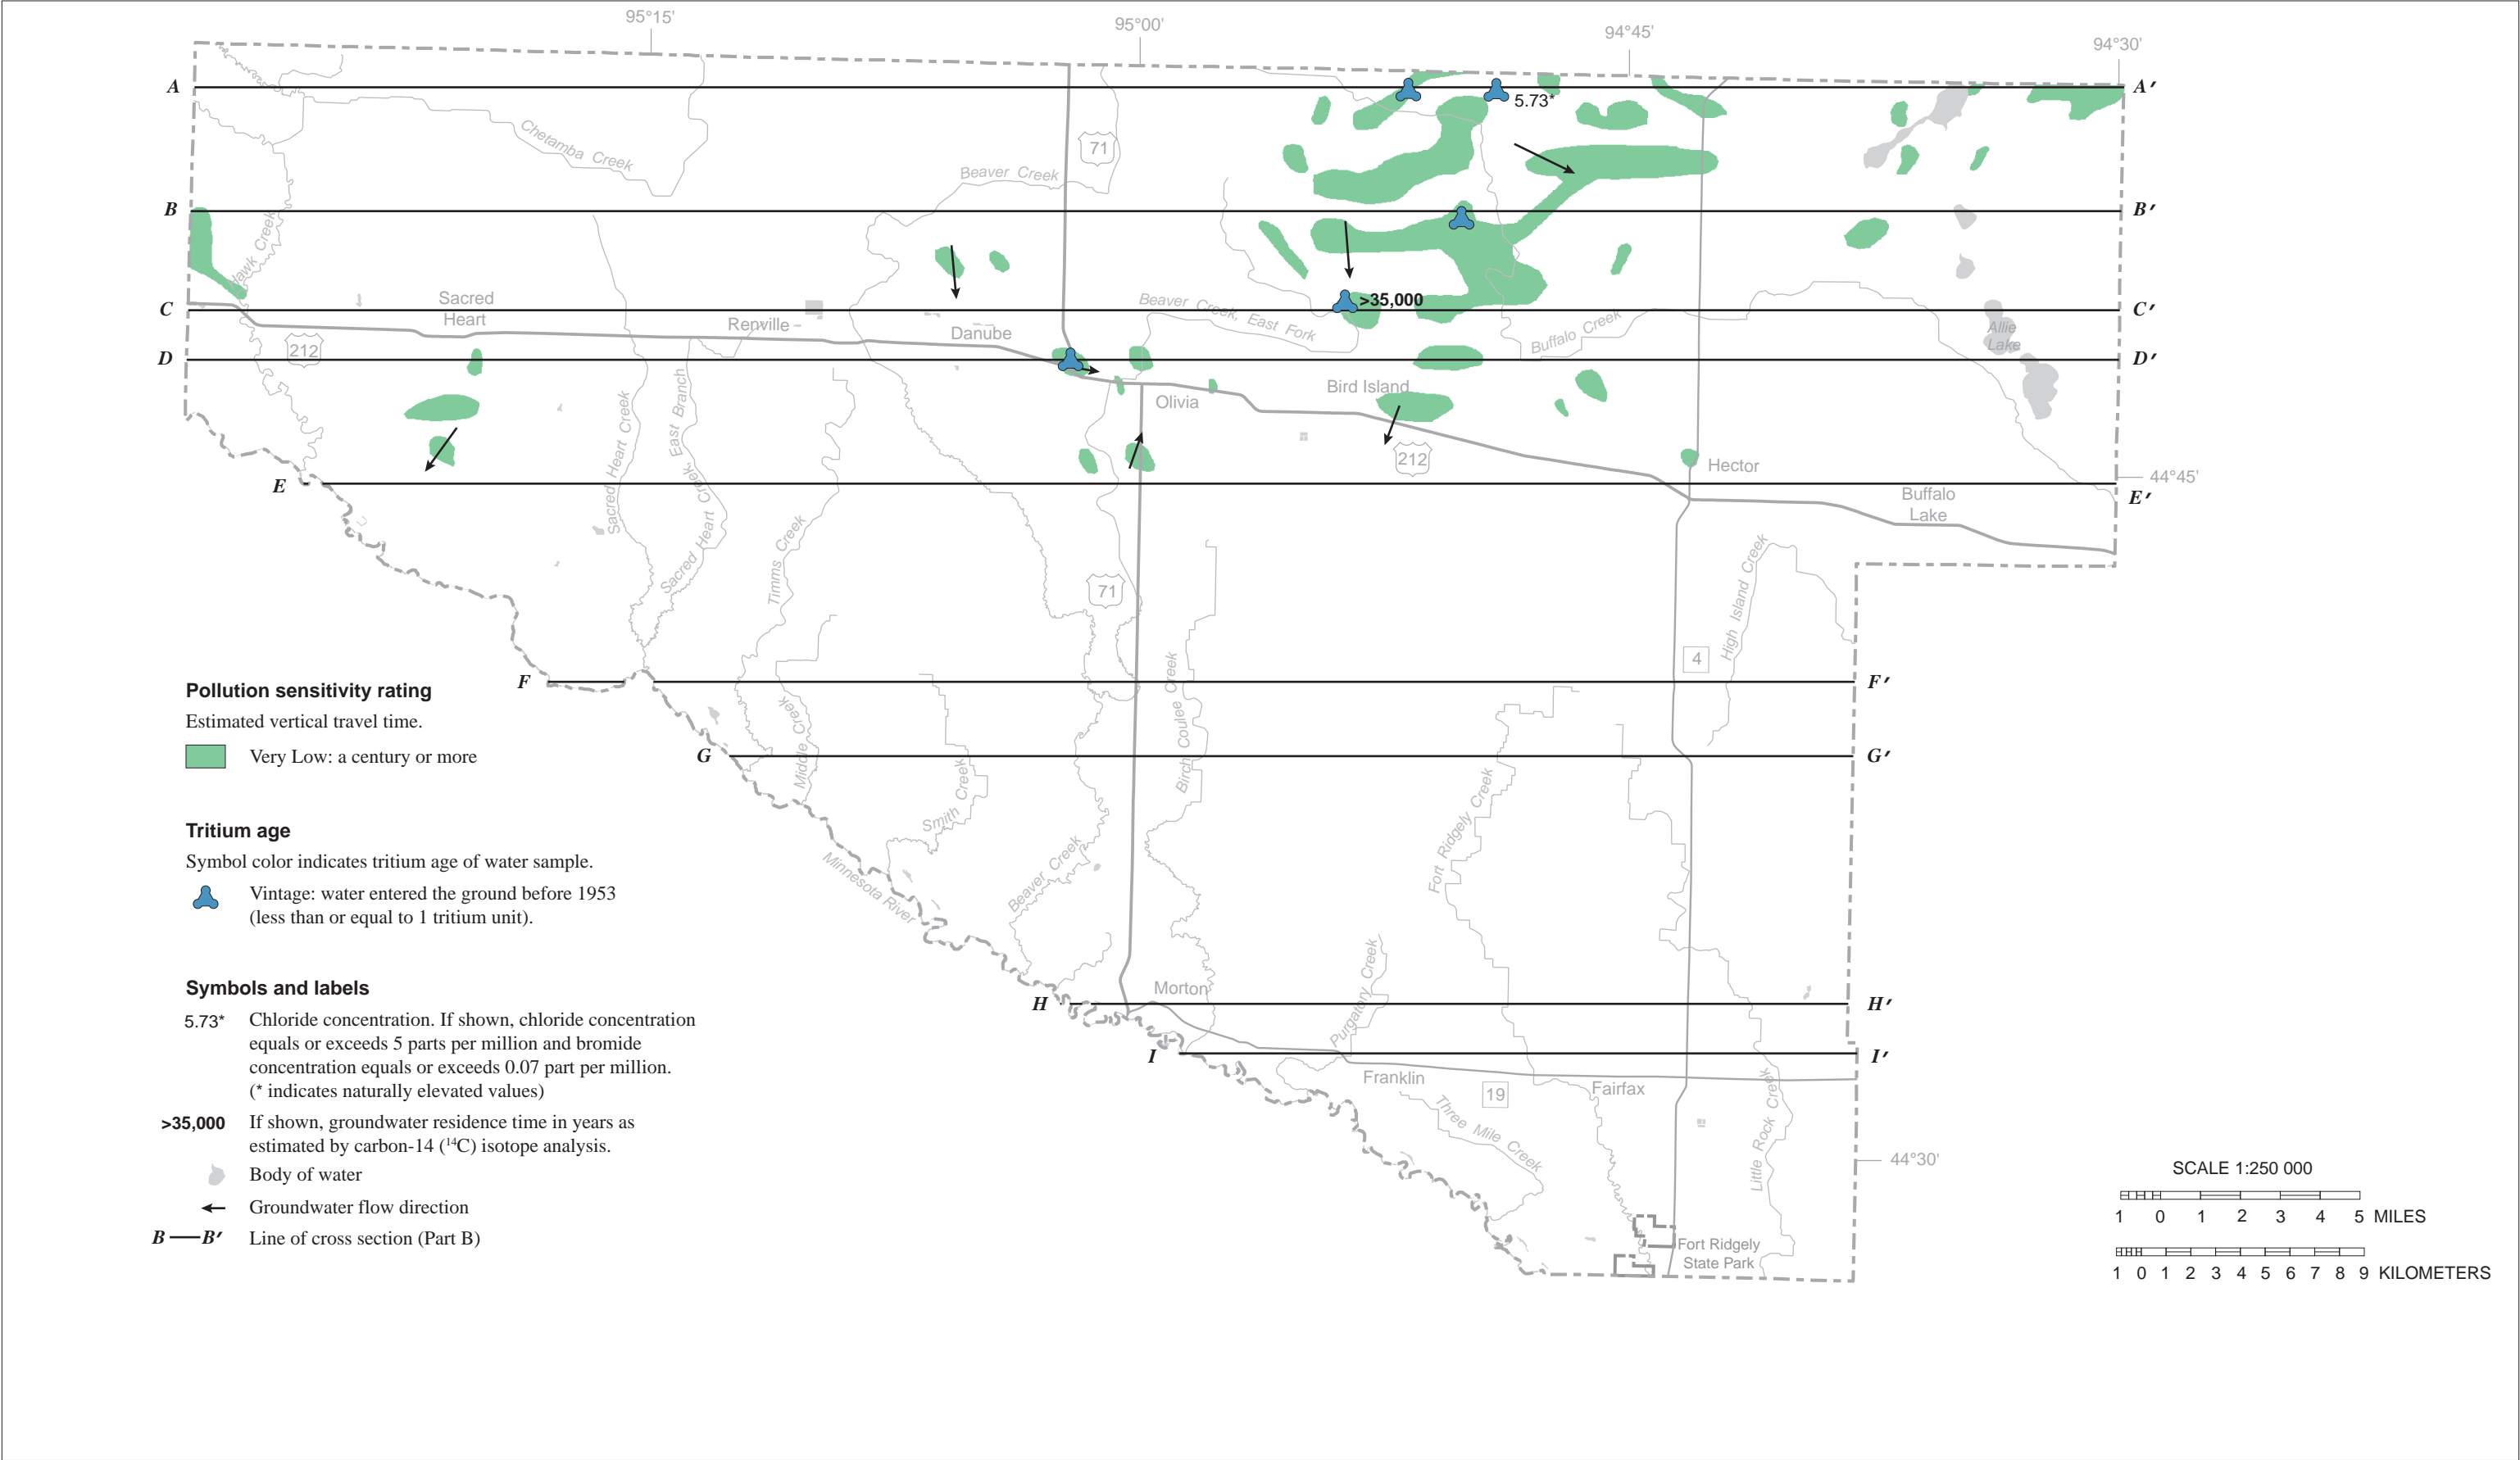 95°15'
95°00'
94°45'
94°30'
A
A′
5.73*
Chetamba Creek
71
Beaver Creek
B
B′
Hawk Creek
C
C′
Sacred
Heart
Renville
Danube
>35,000
Beaver Creek, East Fork
Buffalo Creek
Allie
Lake
212
D
D′
Olivia
Bird Island
212
Hector
44°45'
E
E′
Buffalo
Lake
Sacred Heart Creek
Sacred Heart Creek, East Branch
Timms Creek
71
Birch Coulee Creek
High Island Creek
4
F
F′
Pollution sensitivity rating
Estimated vertical travel time.
Very Low: a century or more
G
G′
Middle Creek
Smith Creek
Fort Ridgely Creek
Minnesota River
Beaver Creek
Tritium age
Symbol color indicates tritium age of water sample.
Vintage: water entered the ground before 1953
(less than or equal to 1 tritium unit).
Purgatory Creek
Symbols and labels
5.73*
Chloride concentration. If shown, chloride concentration
equals or exceeds 5 parts per million and bromide
concentration equals or exceeds 0.07 part per million.
(* indicates naturally elevated values)
>35,000
If shown, groundwater residence time in years as
estimated by carbon-14 (¹⁴C) isotope analysis.
Body of water
Groundwater flow direction
B B′
Line of cross section (Part B)
H
H′
Morton
I
I′
Franklin
19
Fairfax
Three Mile Creek
Little Rock Creek
44°30'
Fort Ridgely
State Park
SCALE 1:250 000
1 0 1 2 3 4 5 MILES
1 0 1 2 3 4 5 6 7 8 9 KILOMETERS